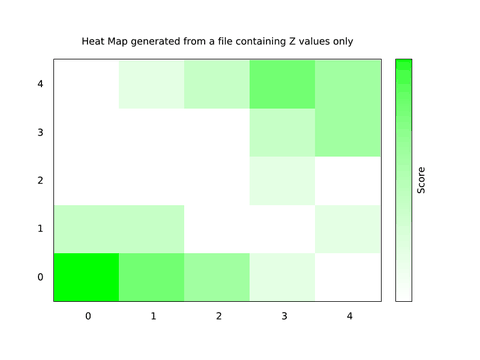 Heat Map generated from a file containing Z values only
4
3
2
1
0
0 1 2 3 4
Score